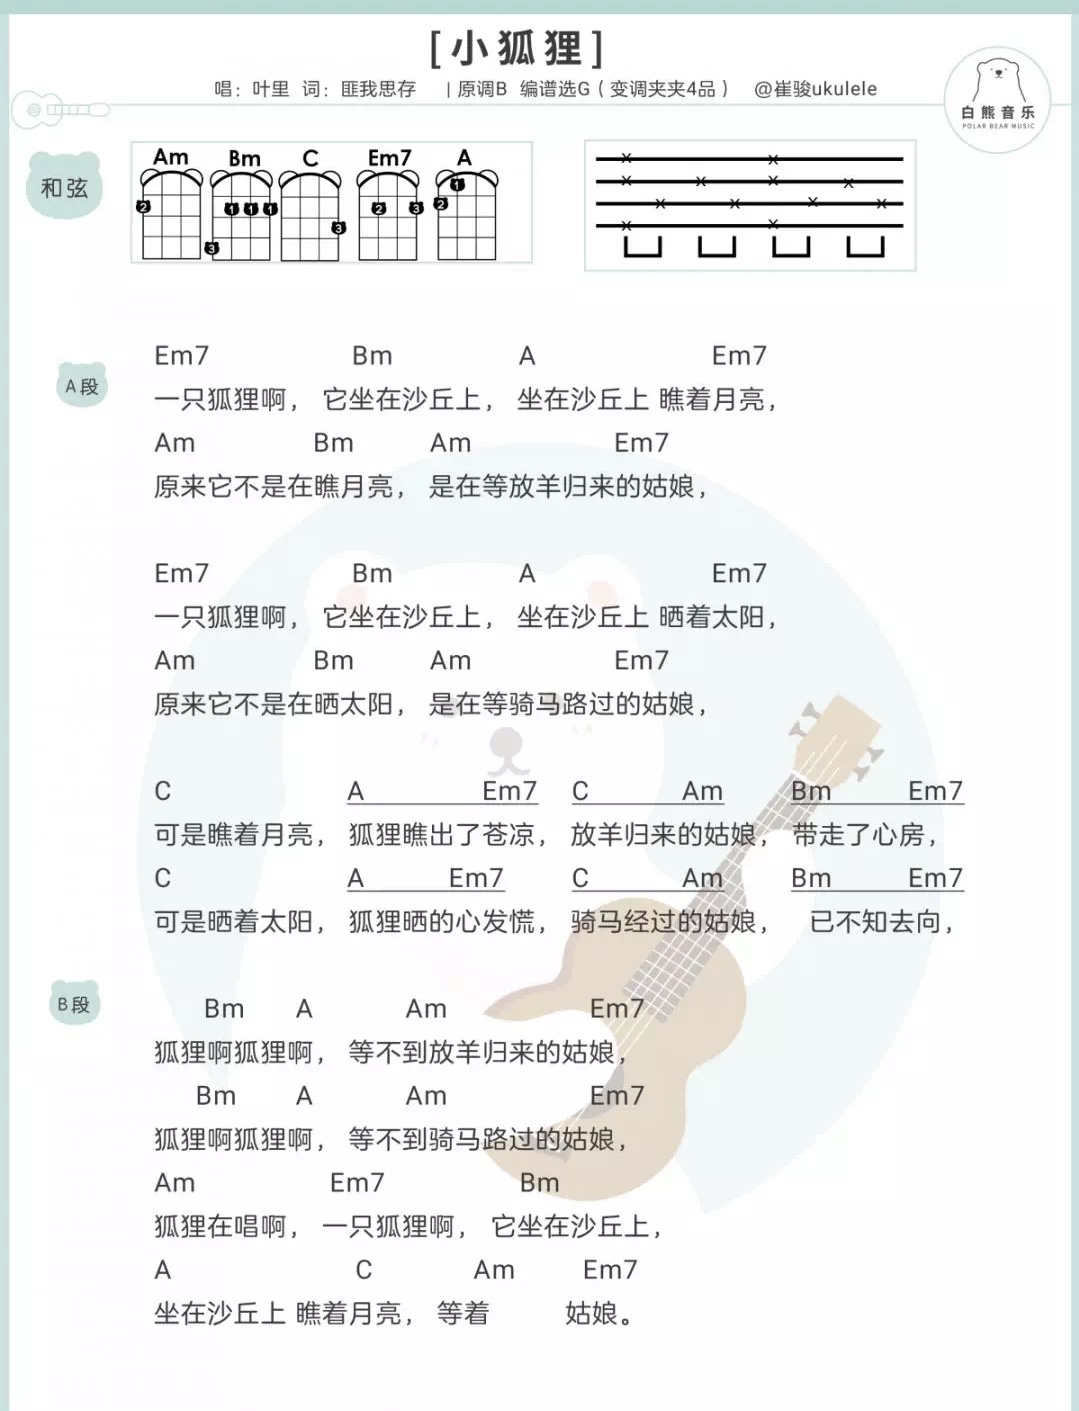 [小狐狸]
唱：叶里 词：匪我思存 | 原调B 编谱选G（变调夹夹4品） @崔骏ukulele
白熊音乐
POLAR BEAR MUSIC
和弦
Am Bm C Em7 A
2 1 1 1 3 3 2 3 1 2
A段
Em7 Bm A Em7
一只狐狸啊， 它坐在沙丘上， 坐在沙丘上 瞧着月亮，
Am Bm Am Em7
原来它不是在瞧月亮， 是在等放羊归来的姑娘，
Em7 Bm A Em7
一只狐狸啊， 它坐在沙丘上， 坐在沙丘上 晒着太阳，
Am Bm Am Em7
原来它不是在晒太阳， 是在等骑马路过的姑娘，
C A Em7 C Am Bm Em7
可是瞧着月亮， 狐狸瞧出了苍凉， 放羊归来的姑娘， 带走了心房，
C A Em7 C Am Bm Em7
可是晒着太阳， 狐狸晒的心发慌， 骑马经过的姑娘， 已不知去向，
B段
Bm A Am Em7
狐狸啊狐狸啊， 等不到放羊归来的姑娘，
Bm A Am Em7
狐狸啊狐狸啊， 等不到骑马路过的姑娘，
Am Em7 Bm
狐狸在唱啊， 一只狐狸啊， 它坐在沙丘上，
A C Am Em7
坐在沙丘上 瞧着月亮， 等着 姑娘。